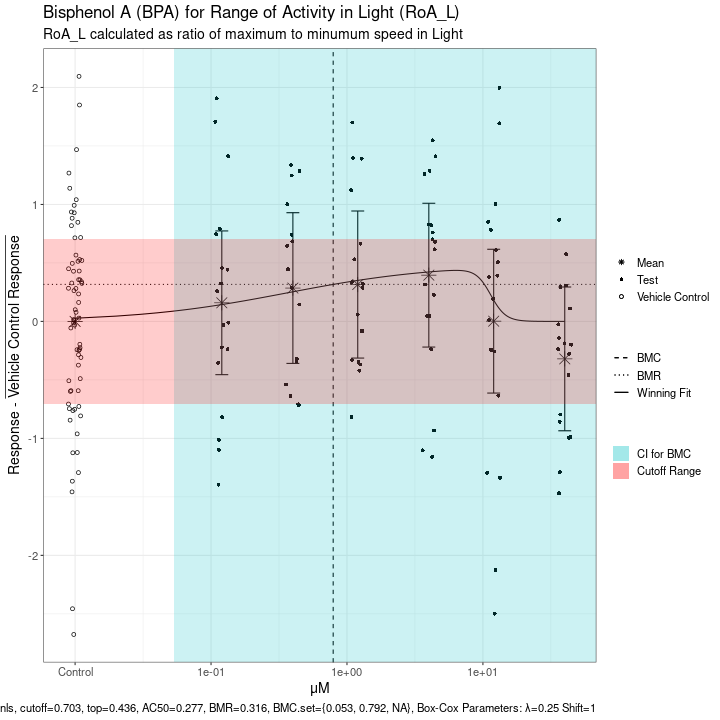 Bisphenol A (BPA) for Range of Activity in Light (RoA_L)
RoA_L calculated as ratio of maximum to minumum speed in Light
Response - Vehicle Control Response
2
1
0
-1
-2
Control
1e-01
1e+00
1e+01
µM
Mean
Test
Vehicle Control
BMC
BMR
Winning Fit
CI for BMC
Cutoff Range
nls, cutoff=0.703, top=0.436, AC50=0.277, BMR=0.316, BMC.set={0.053, 0.792, NA}, Box-Cox Parameters: λ=0.25 Shift=1